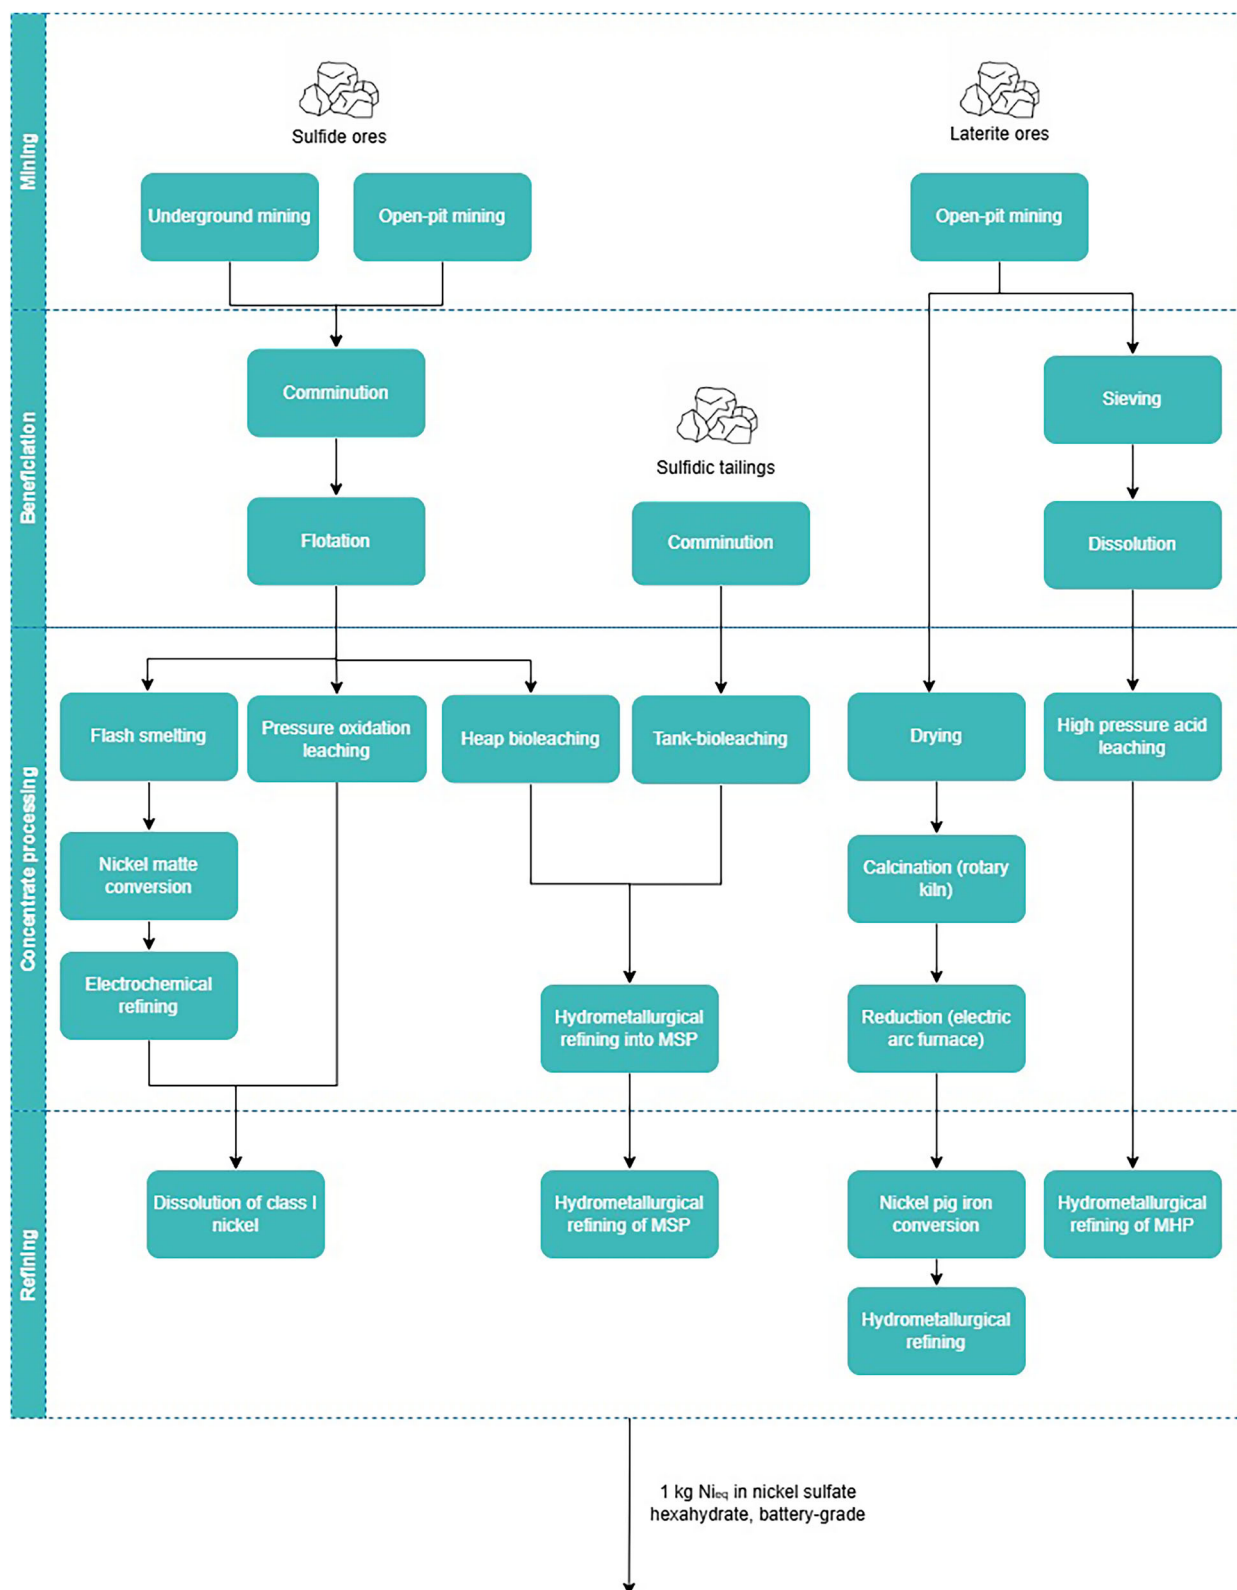 Mining
Sulfide ores
Laterite ores
Underground mining
Open-pit mining
Open-pit mining
Beneficiation
Comminution
Flotation
Sulfidic tailings
Comminution
Sieving
Dissolution
Concentrate processing
Flash smelting
Pressure oxidation
leaching
Heap bioleaching
Tank-bioleaching
Drying
High pressure acid
leaching
Nickel matte
conversion
Calcination (rotary
kiln)
Electrochemical
refining
Hydrometallurgical
refining into MSP
Reduction (electric
arc furnace)
Refining
Dissolution of class I
nickel
Hydrometallurgical
refining of MSP
Nickel pig iron
conversion
Hydrometallurgical
refining of MHP
Hydrometallurgical
refining
1 kg Nieq in nickel sulfate
hexahydrate, battery-grade